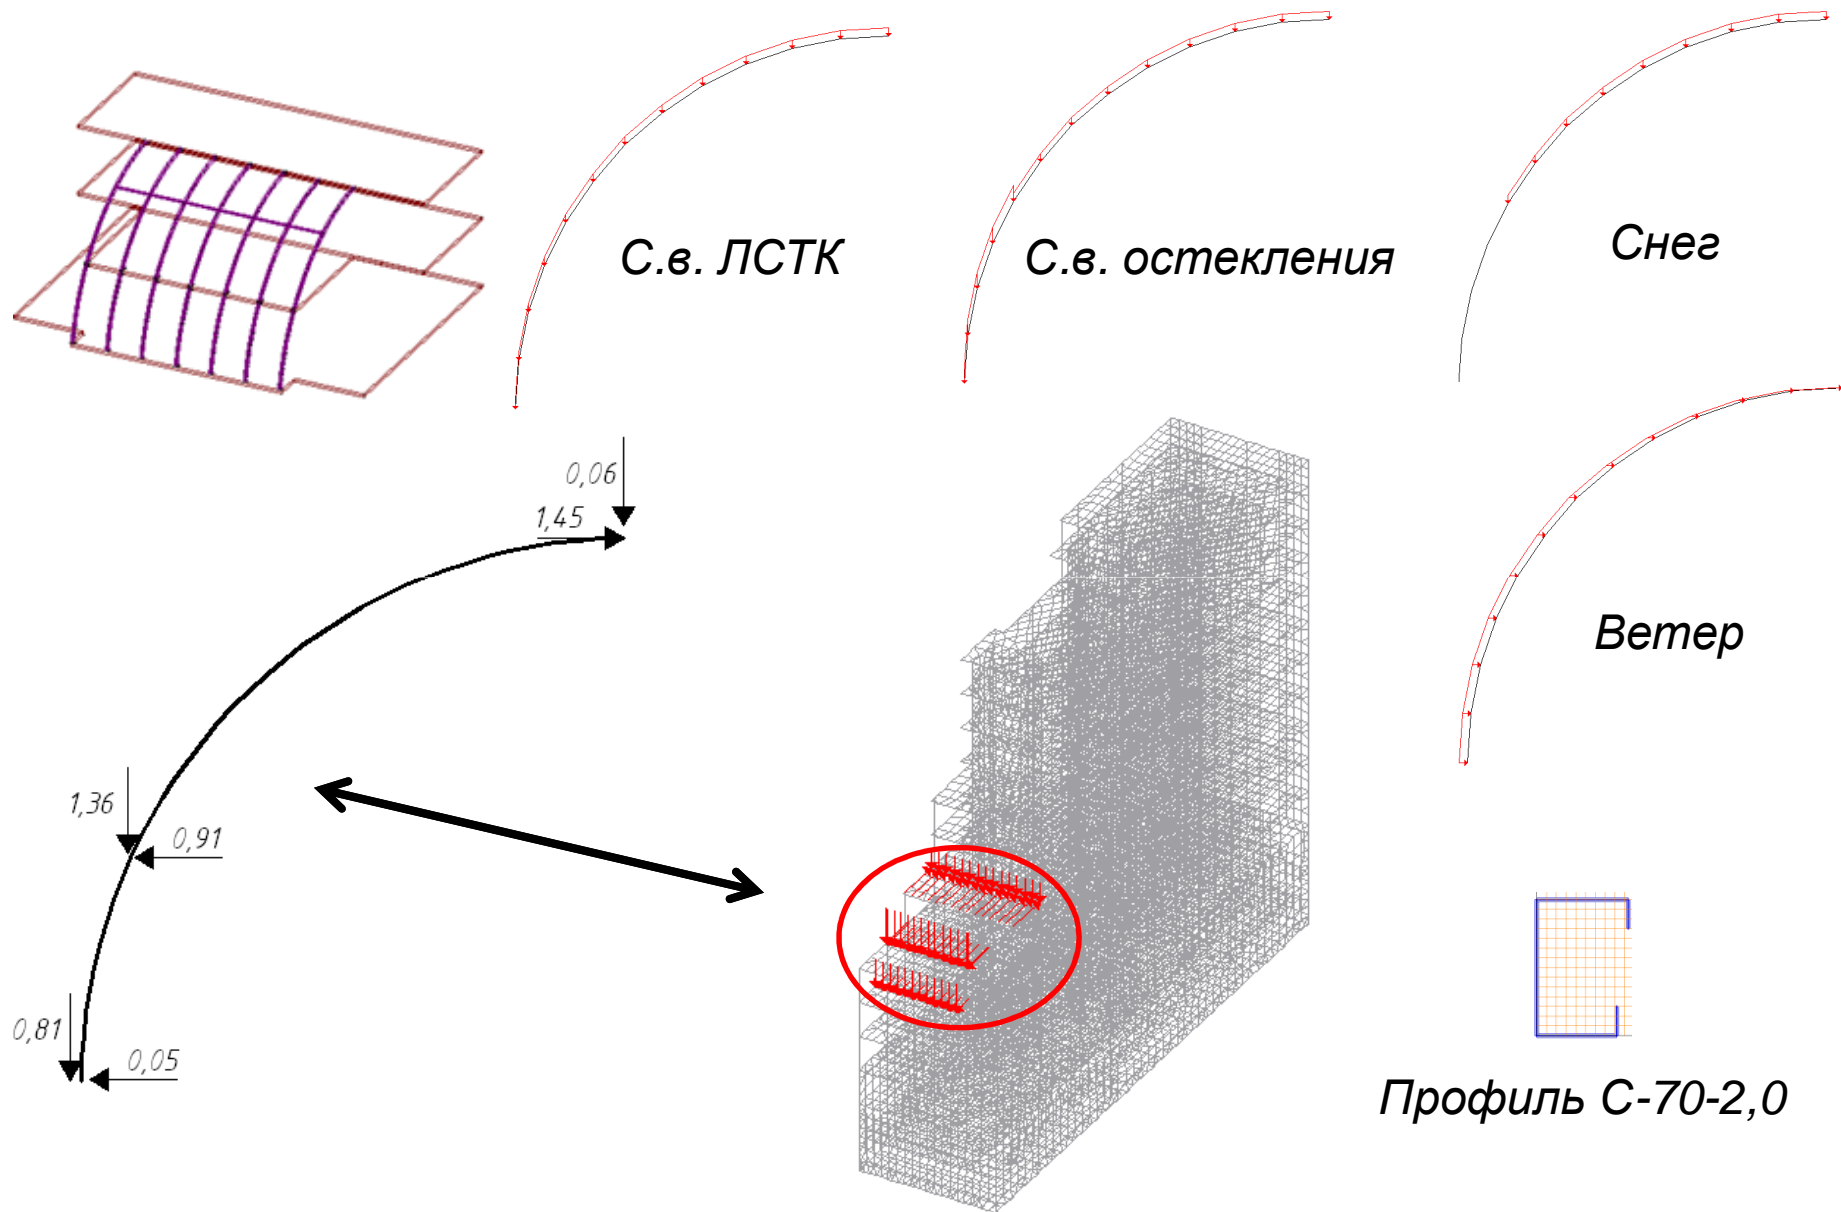 С.в. ЛСТК
С.в. остекления
Снег
0,06
1,45
Ветер
1,36
0,91
0,81
0,05
Профиль С-70-2,0